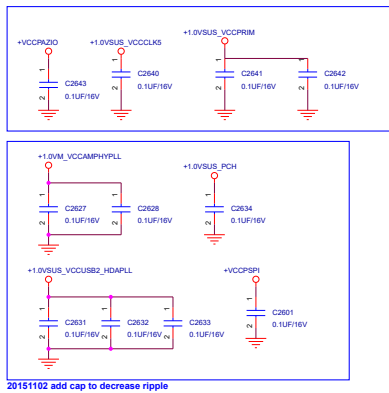 +VCCPAZIO
+1.0VSUS_VCCCLK5
+1.0VSUS_VCCPRIM
1
C2643
2
0.1UF/16V
1
C2640
2
0.1UF/16V
1
C2641
2
0.1UF/16V
1
C2642
2
0.1UF/16V
+1.0VM_VCCAMPHYPLL
+1.0VSUS_PCH
1
C2627
2
0.1UF/16V
1
C2628
2
0.1UF/16V
1
C2634
2
0.1UF/16V
+1.0VSUS_VCCUSB2_HDAPLL
+VCCPSPI
1
C2631
2
0.1UF/16V
1
C2632
2
0.1UF/16V
1
C2633
2
0.1UF/16V
1
C2601
2
0.1UF/16V
20151102 add cap to decrease ripple